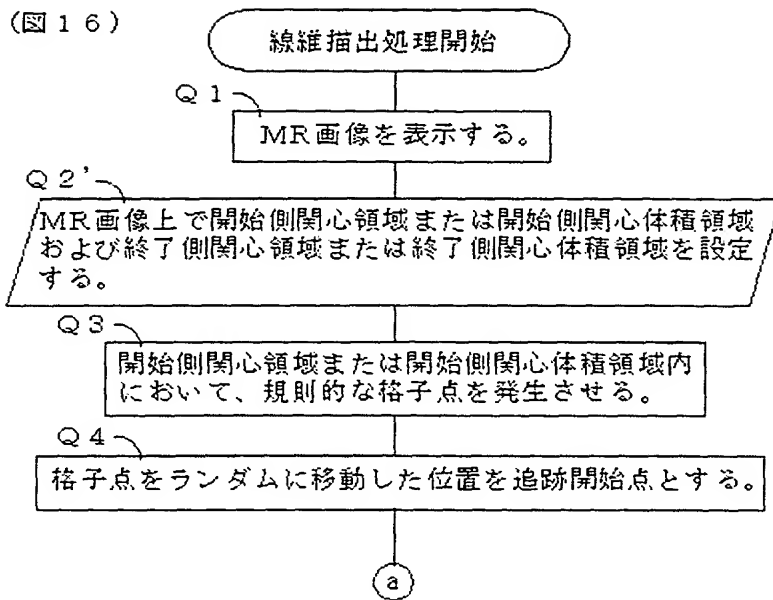 (図16)
線維描出処理開始
Q1
MR画像を表示する。
Q2'
MR画像上で開始側関心領域または開始側関心体積領域
および終了側関心領域または終了側関心体積領域を設定
する。
Q3
開始側関心領域または開始側関心体積領域内
において、規則的な格子点を発生させる。
Q4
格子点をランダムに移動した位置を追跡開始点とする。
a